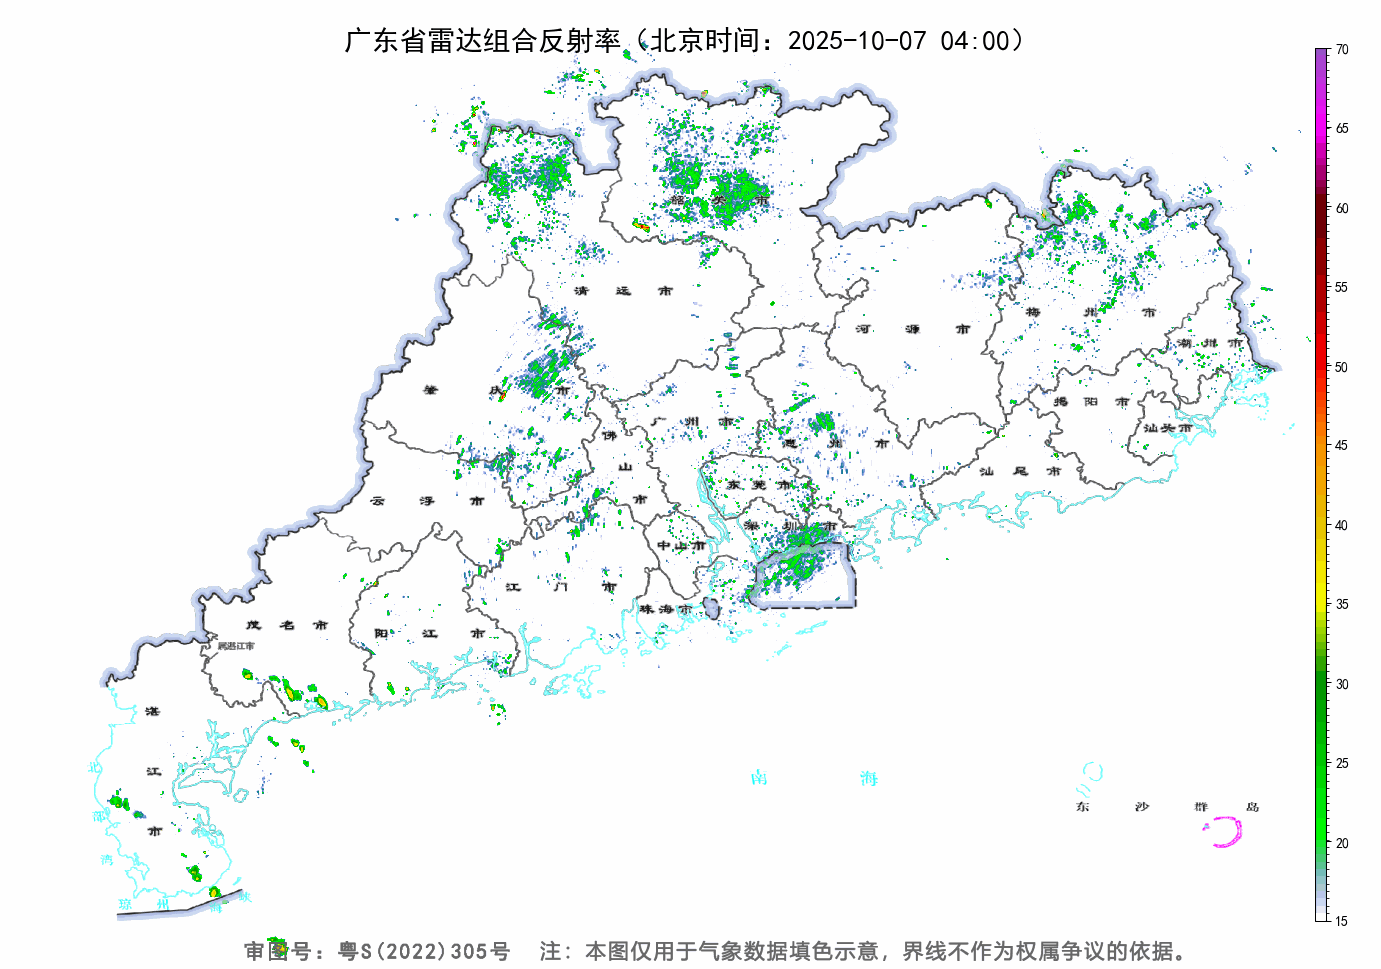 广东省雷达组合反射率（北京时间：2025-10-07 04:00）
70
65
60
55
50
45
40
35
30
25
20
15
韶关市
清远市
河源市
梅州市
潮州市
肇庆市
揭阳市
汕头市
广州市
佛山市
惠州市
汕尾市
云浮市
东莞市
深圳市
中山市
江门市
珠海市
茂名市
阳江市
属湛江市
湛江市
北部湾
南海
东沙群岛
琼州海峡
审图号：粤S(2022)305号 注：本图仅用于气象数据填色示意，界线不作为权属争议的依据。